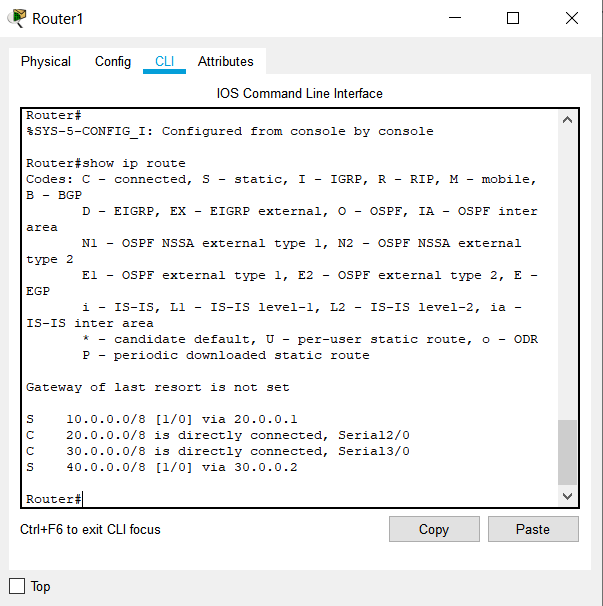 Router1
Physical Config CLI Attributes
IOS Command Line Interface
Router#
%SYS-5-CONFIG_I: Configured from console by console
Router#show ip route
Codes: C - connected, S - static, I - IGRP, R - RIP, M - mobile,
B - BGP
D - EIGRP, EX - EIGRP external, O - OSPF, IA - OSPF inter
area
N1 - OSPF NSSA external type 1, N2 - OSPF NSSA external
type 2
E1 - OSPF external type 1, E2 - OSPF external type 2, E -
EGP
i - IS-IS, L1 - IS-IS level-1, L2 - IS-IS level-2, ia -
IS-IS inter area
* - candidate default, U - per-user static route, o - ODR
P - periodic downloaded static route
Gateway of last resort is not set
S 10.0.0.0/8 [1/0] via 20.0.0.1
C 20.0.0.0/8 is directly connected, Serial2/0
C 30.0.0.0/8 is directly connected, Serial3/0
S 40.0.0.0/8 [1/0] via 30.0.0.2
Router#
Ctrl+F6 to exit CLI focus Copy Paste
Top